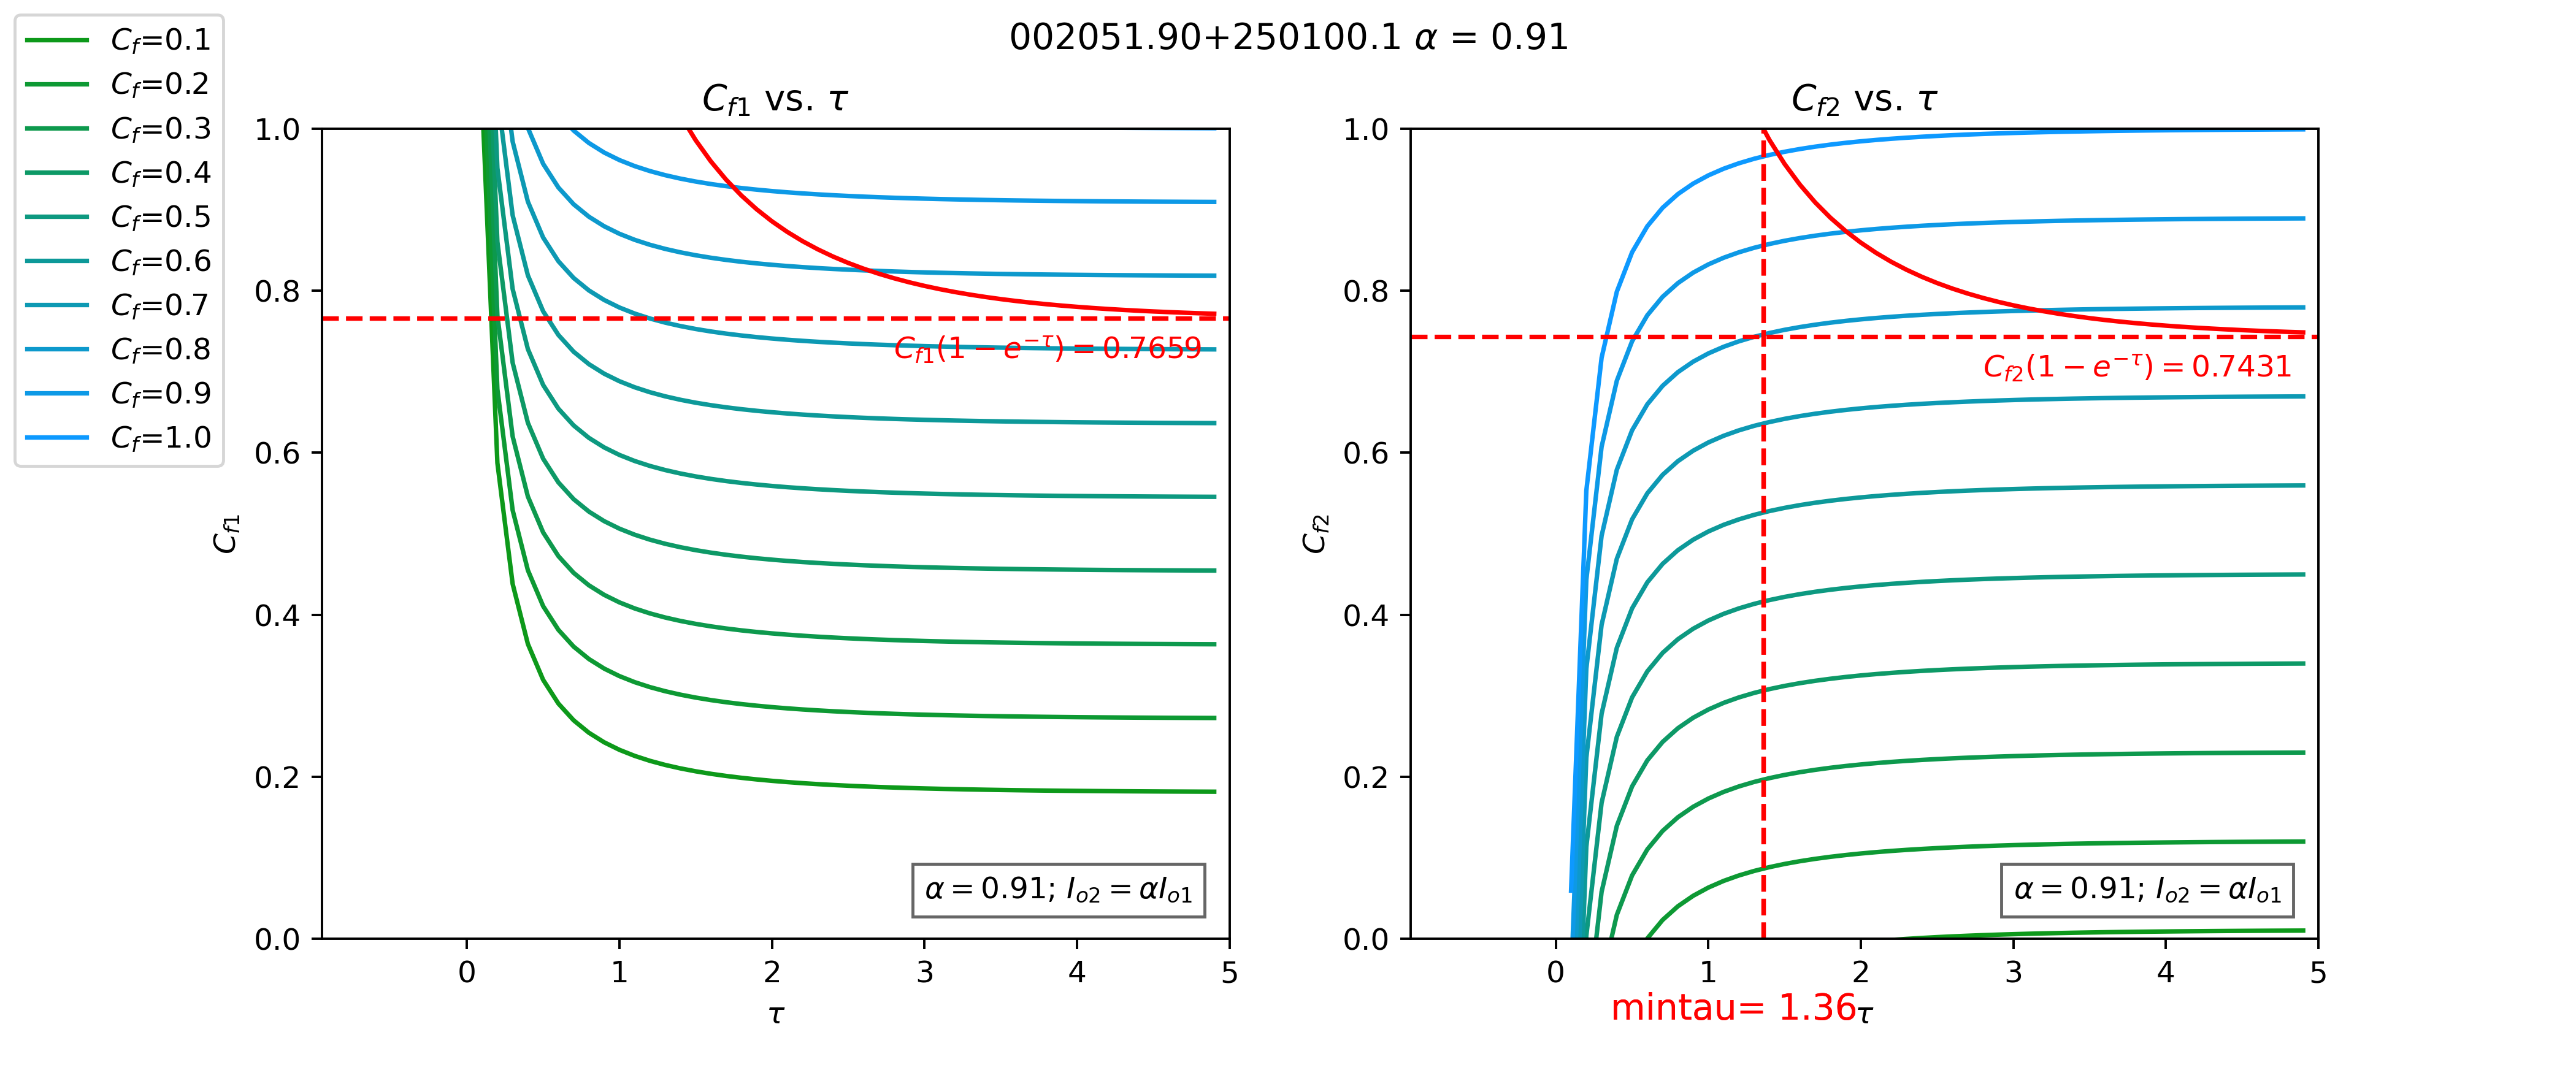 002051.90+250100.1 α = 0.91
C_f=0.1
C_f=0.2
C_f=0.3
C_f=0.4
C_f=0.5
C_f=0.6
C_f=0.7
C_f=0.8
C_f=0.9
C_f=1.0
C_{f1} vs. τ
1.0
0.8
0.6
0.4
0.2
0.0
C_{f1}
C_{f1}(1 − e^{−τ}) = 0.7659
α = 0.91; I_{o2} = αI_{o1}
0 1 2 3 4 5
τ
C_{f2} vs. τ
1.0
0.8
0.6
0.4
0.2
0.0
C_{f2}
C_{f2}(1 − e^{−τ}) = 0.7431
α = 0.91; I_{o2} = αI_{o1}
0 1 2 3 4 5
mintau= 1.36
τ